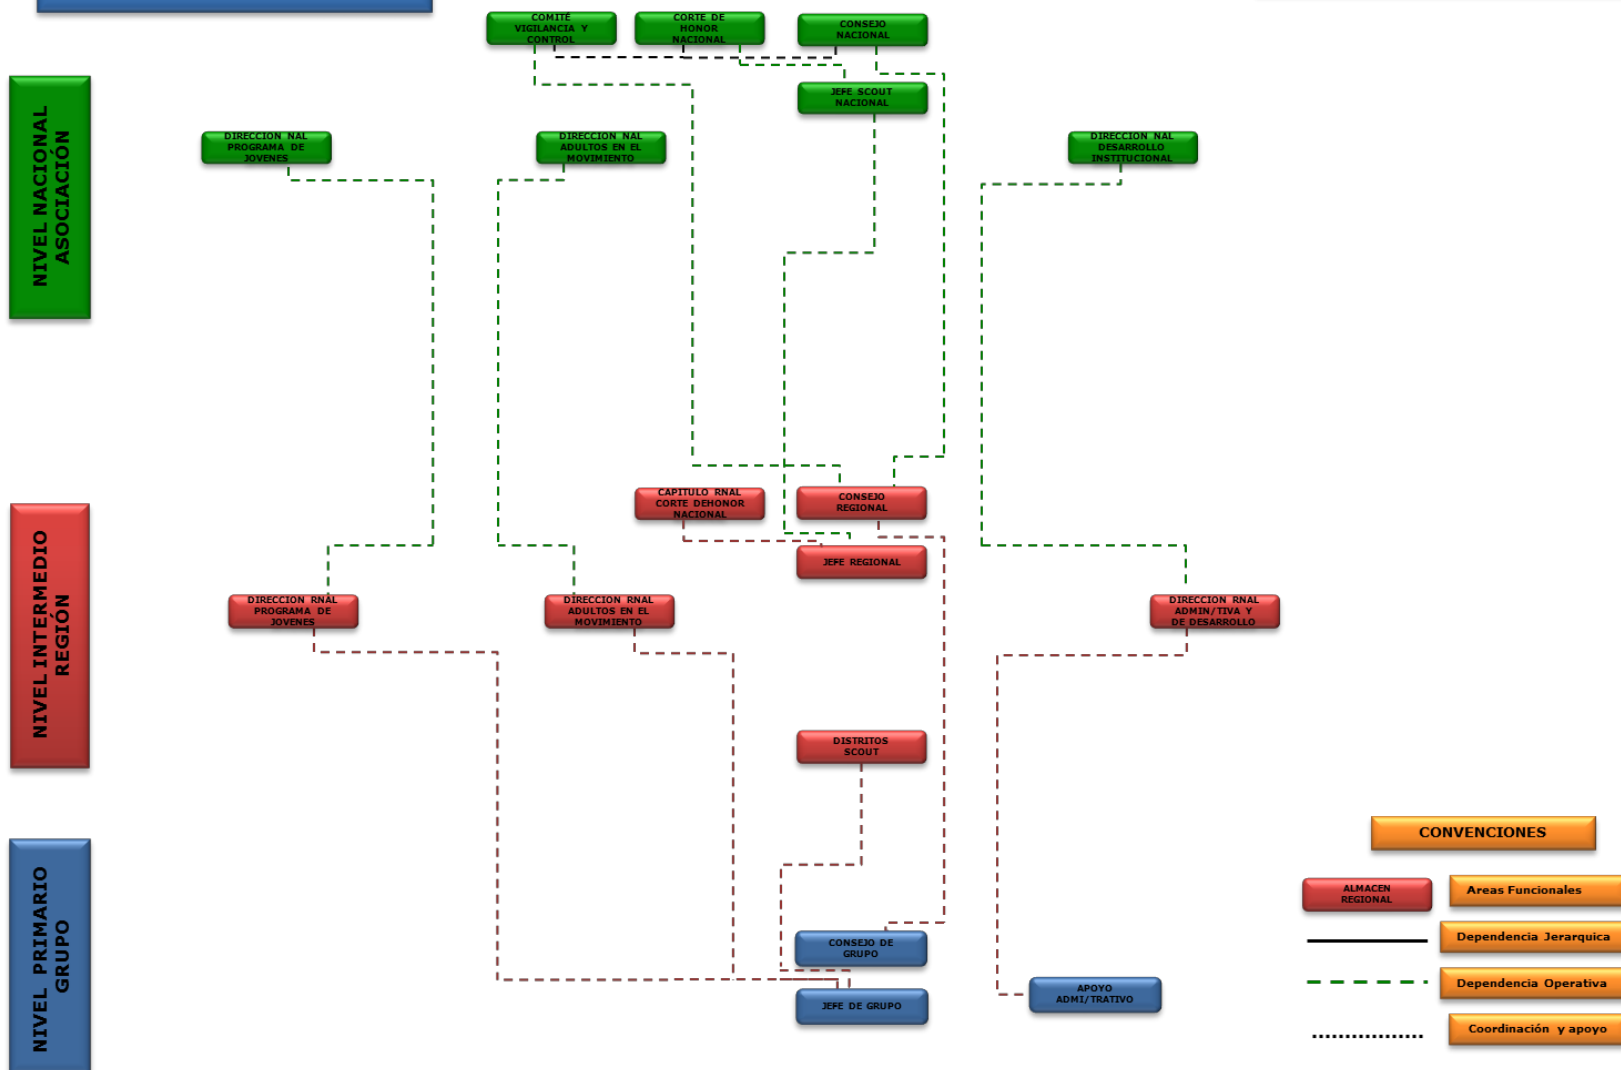 COMITÉ
VIGILANCIA Y
CONTROL
CORTE DE
HONOR
NACIONAL
CONSEJO
NACIONAL
JEFE SCOUT
NACIONAL
NIVEL NACIONAL
ASOCIACIÓN
DIRECCION NAL
PROGRAMA DE
JOVENES
DIRECCION NAL
ADULTOS EN EL
MOVIMIENTO
DIRECCION NAL
DESARROLLO
INSTITUCIONAL
NIVEL INTERMEDIO
REGIÓN
CAPITULO RNAL
CORTE DEHONOR
NACIONAL
CONSEJO
REGIONAL
JEFE REGIONAL
DIRECCION RNAL
PROGRAMA DE
JOVENES
DIRECCION RNAL
ADULTOS EN EL
MOVIMIENTO
DIRECCION RNAL
ADMIN/TIVA Y
DE DESARROLLO
DISTRITOS
SCOUT
NIVEL PRIMARIO
GRUPO
CONSEJO DE
GRUPO
JEFE DE GRUPO
APOYO
ADMI/TRATIVO
CONVENCIONES
ALMACEN
REGIONAL
Areas Funcionales
Dependencia Jerarquica
Dependencia Operativa
Coordinación y apoyo